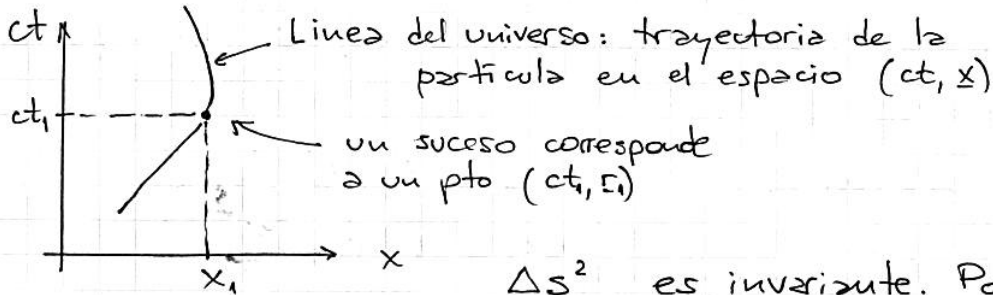 ct
Linea del universo: trayectoria de la
partícula en el espacio (ct, x)
ct₁
un suceso corresponde
a un pto (ct₁, r₁)
x₁
x
Δs² es invariante. Pa